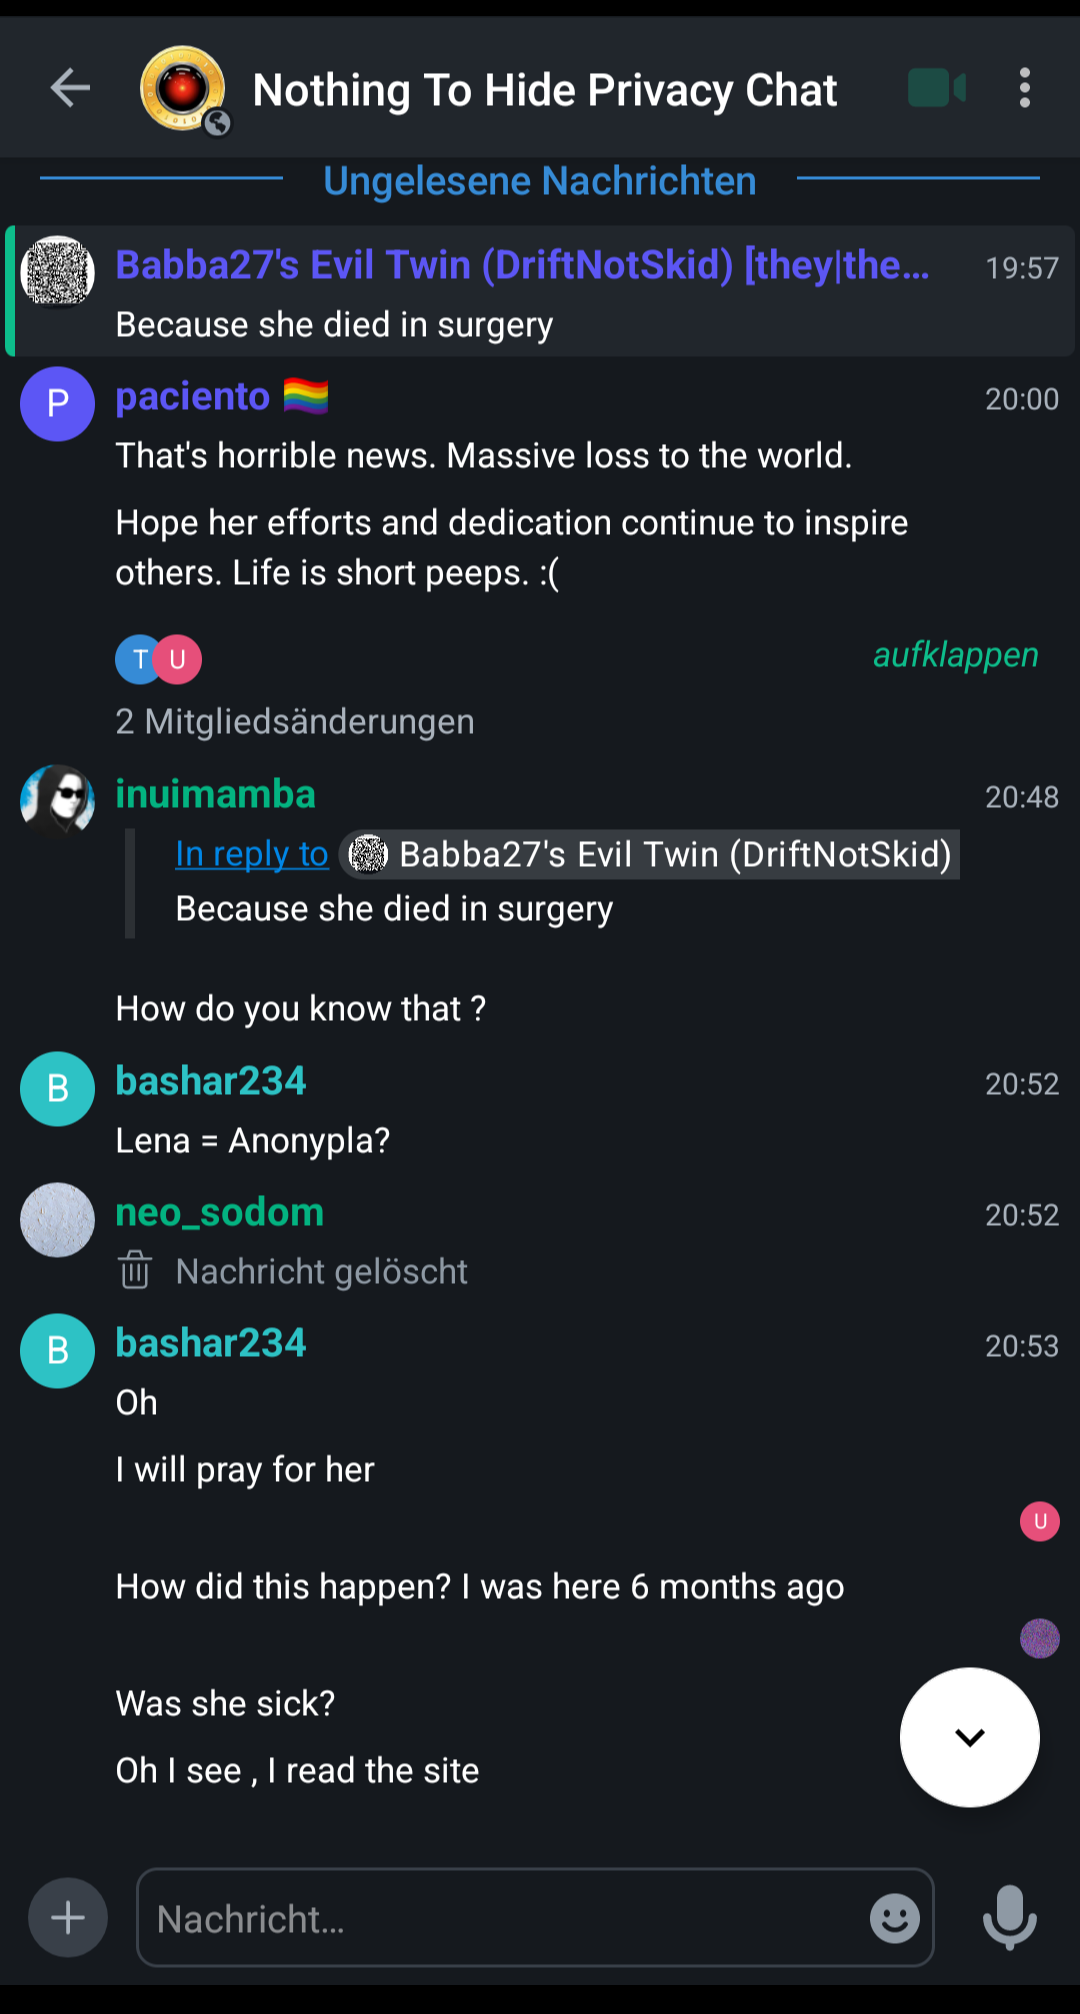 Nothing To Hide Privacy Chat
Ungelesene Nachrichten
Babba27's Evil Twin (DriftNotSkid) [they|the... 19:57
Because she died in surgery
P paciento 🏳️‍🌈 20:00
That's horrible news. Massive loss to the world.
Hope her efforts and dedication continue to inspire
others. Life is short peeps. :(
T U aufklappen
2 Mitgliedsänderungen
inuimamba 20:48
In reply to Babba27's Evil Twin (DriftNotSkid)
Because she died in surgery
How do you know that ?
B bashar234 20:52
Lena = Anonypla?
neo_sodom 20:52
Nachricht gelöscht
B bashar234 20:53
Oh
I will pray for her
U
How did this happen? I was here 6 months ago
Was she sick?
Oh I see , I read the site
Nachricht...